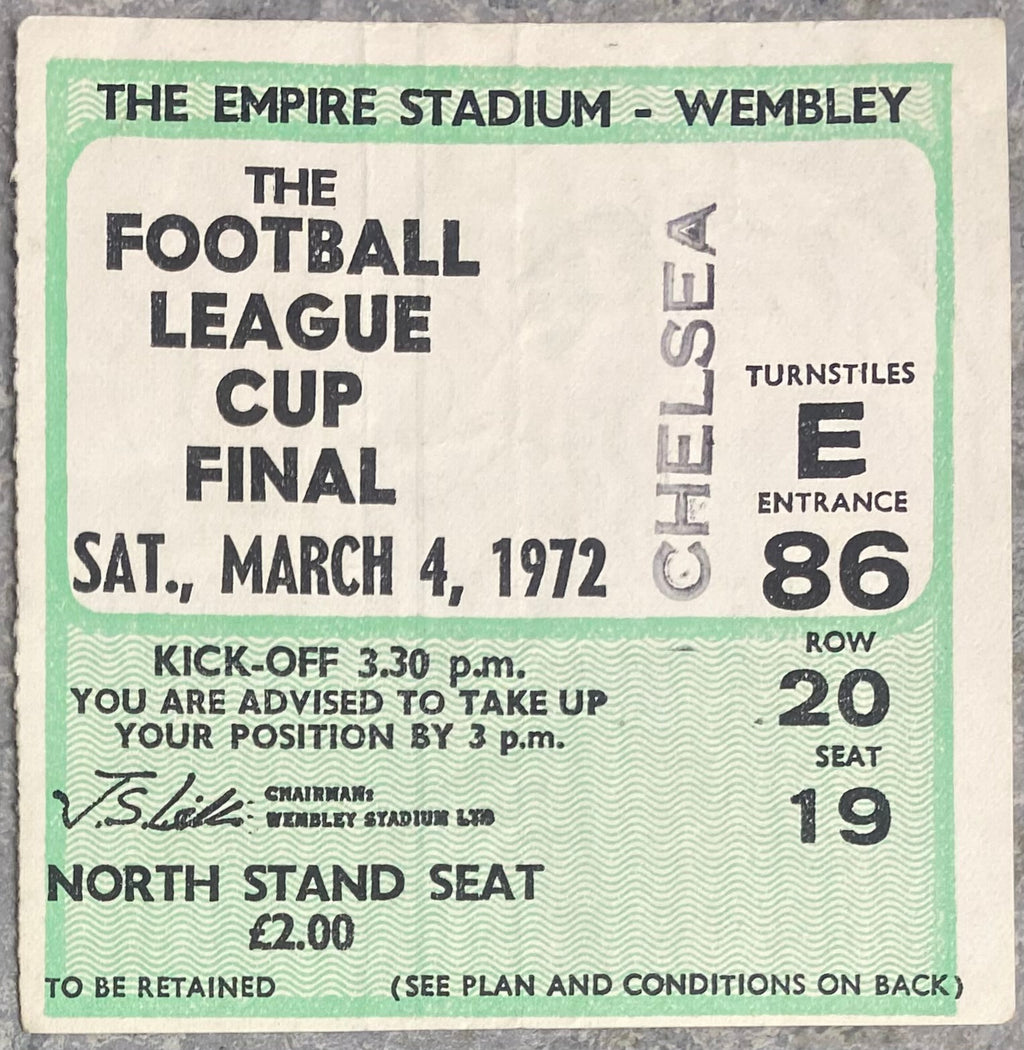 THE EMPIRE STADIUM - WEMBLEY
THE
FOOTBALL
LEAGUE
CUP
FINAL
SAT., MARCH 4, 1972
CHELSEA
TURNSTILES
E
ENTRANCE
86
ROW
20
SEAT
19
KICK-OFF 3.30 p.m.
YOU ARE ADVISED TO TAKE UP
YOUR POSITION BY 3 p.m.
CHAIRMAN:
WEMBLEY STADIUM LTD
NORTH STAND SEAT
£2.00
TO BE RETAINED
(SEE PLAN AND CONDITIONS ON BACK)